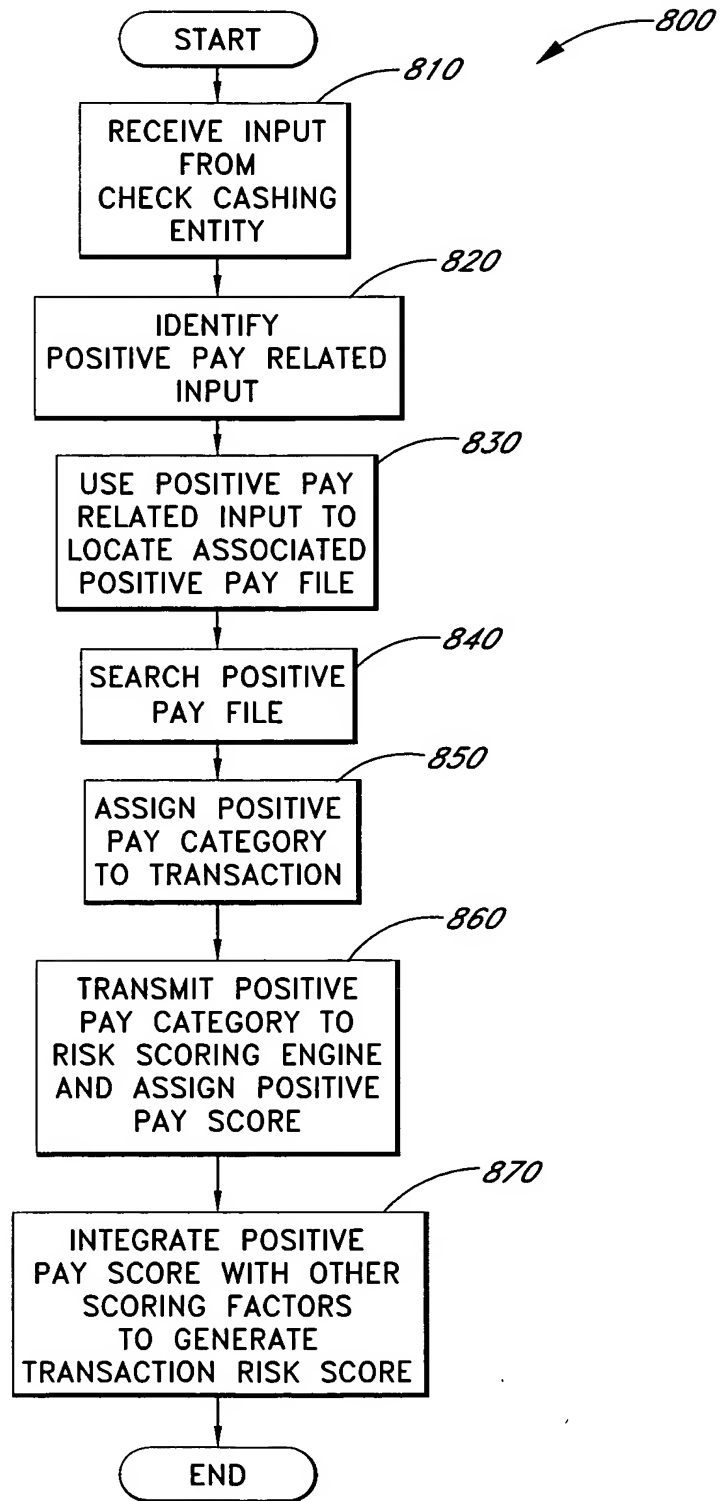 800
START
810
RECEIVE INPUT
FROM
CHECK CASHING
ENTITY
820
IDENTIFY
POSITIVE PAY RELATED
INPUT
830
USE POSITIVE PAY
RELATED INPUT TO
LOCATE ASSOCIATED
POSITIVE PAY FILE
840
SEARCH POSITIVE
PAY FILE
850
ASSIGN POSITIVE
PAY CATEGORY
TO TRANSACTION
860
TRANSMIT POSITIVE
PAY CATEGORY TO
RISK SCORING ENGINE
AND ASSIGN POSITIVE
PAY SCORE
870
INTEGRATE POSITIVE
PAY SCORE WITH OTHER
SCORING FACTORS
TO GENERATE
TRANSACTION RISK SCORE
END